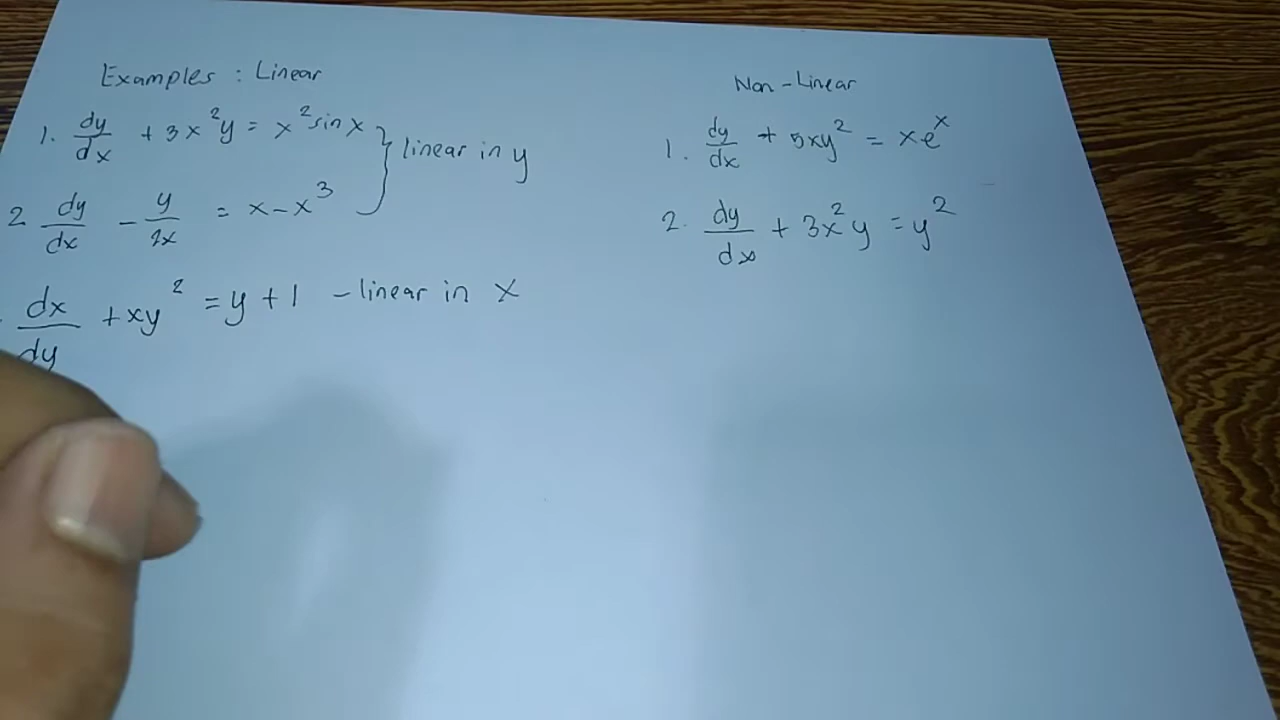 Examples : Linear
1. dy/dx + 3x²y = x² sin x
2 dy/dx - y/2x = x - x³
} linear in y
dx/dy + xy² = y + 1 - linear in x
Non-Linear
1. dy/dx + 5xy² = xeˣ
2. dy/dx + 3x²y = y²